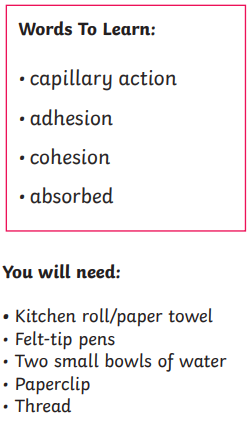 Words To Learn:
• capillary action
• adhesion
• cohesion
• absorbed
You will need:
• Kitchen roll/paper towel
• Felt-tip pens
• Two small bowls of water
• Paperclip
• Thread